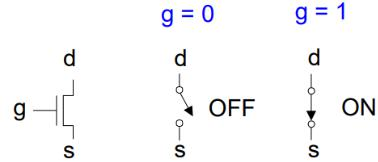 g = 0 g = 1
d d d
g OFF ON
s s s